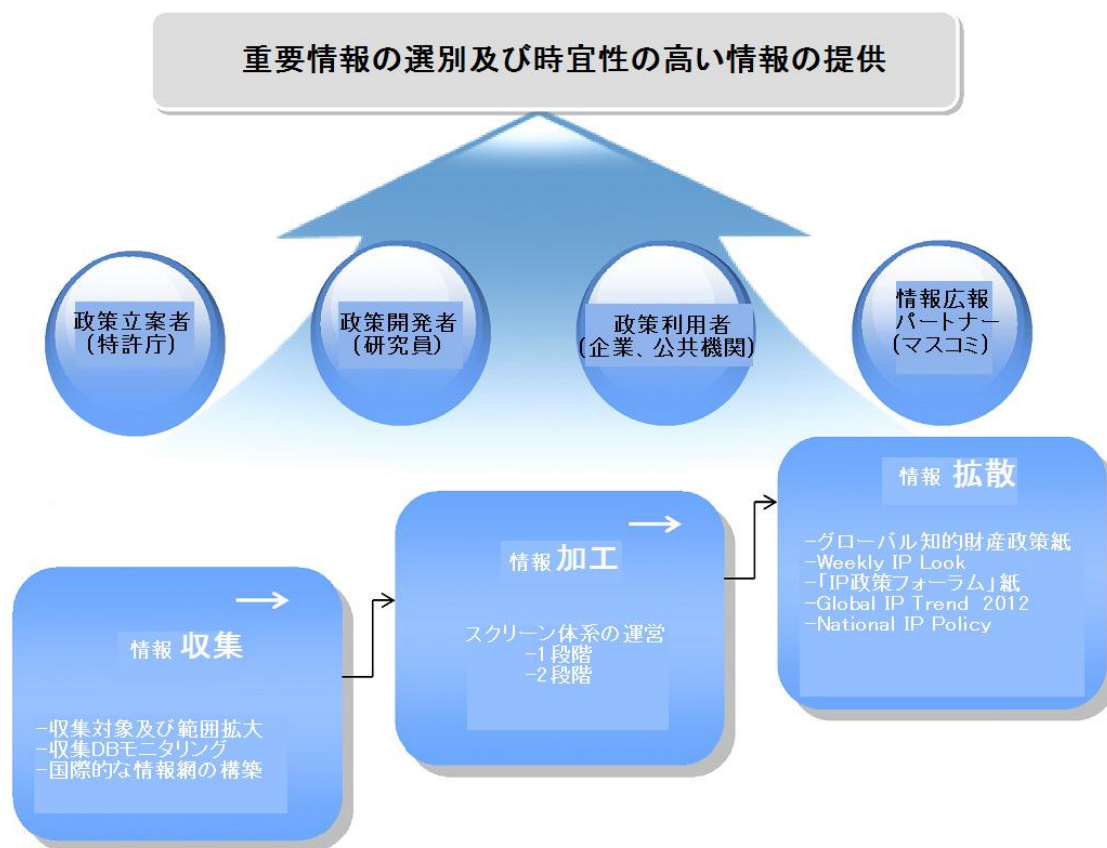 重要情報の選別及び時宜性の高い情報の提供
政策立案者
(特許庁)
政策開発者
(研究員)
政策利用者
(企業、公共機関)
情報広報
パートナー
(マスコミ)
情報 収集
-収集対象及び範囲拡大
-収集DBモニタリング
-国際的な情報網の構築
情報 加工
スクリーン体系の運営
-1段階
-2段階
情報 拡散
-グローバル知的財産政策紙
-Weekly IP Look
-「IP政策フォーラム」紙
-Global IP Trend 2012
-National IP Policy